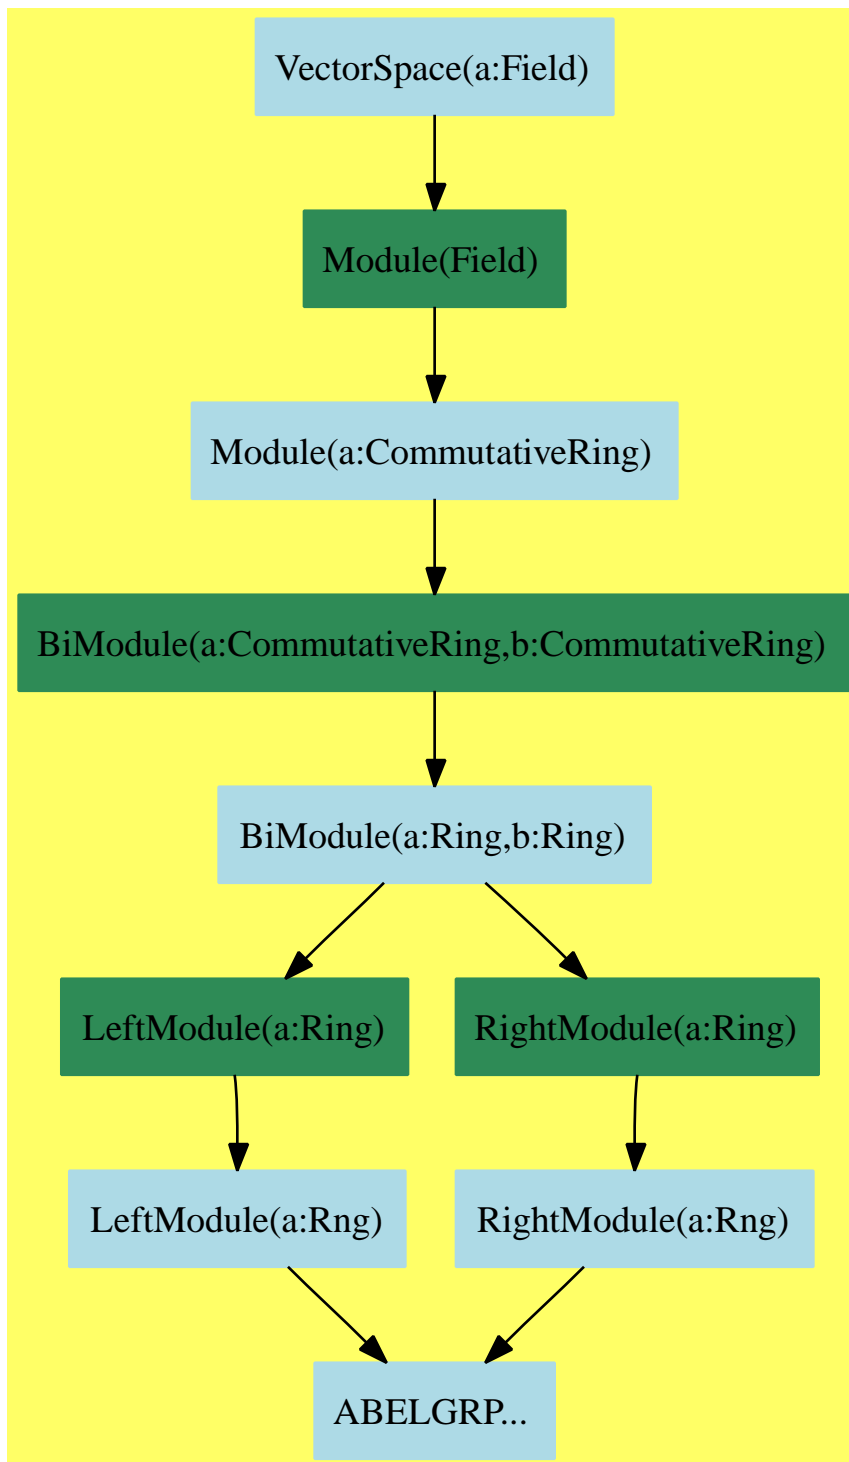 VectorSpace(a:Field)
Module(Field)
Module(a:CommutativeRing)
BiModule(a:CommutativeRing,b:CommutativeRing)
BiModule(a:Ring,b:Ring)
LeftModule(a:Ring)
RightModule(a:Ring)
LeftModule(a:Rng)
RightModule(a:Rng)
ABELGRP...